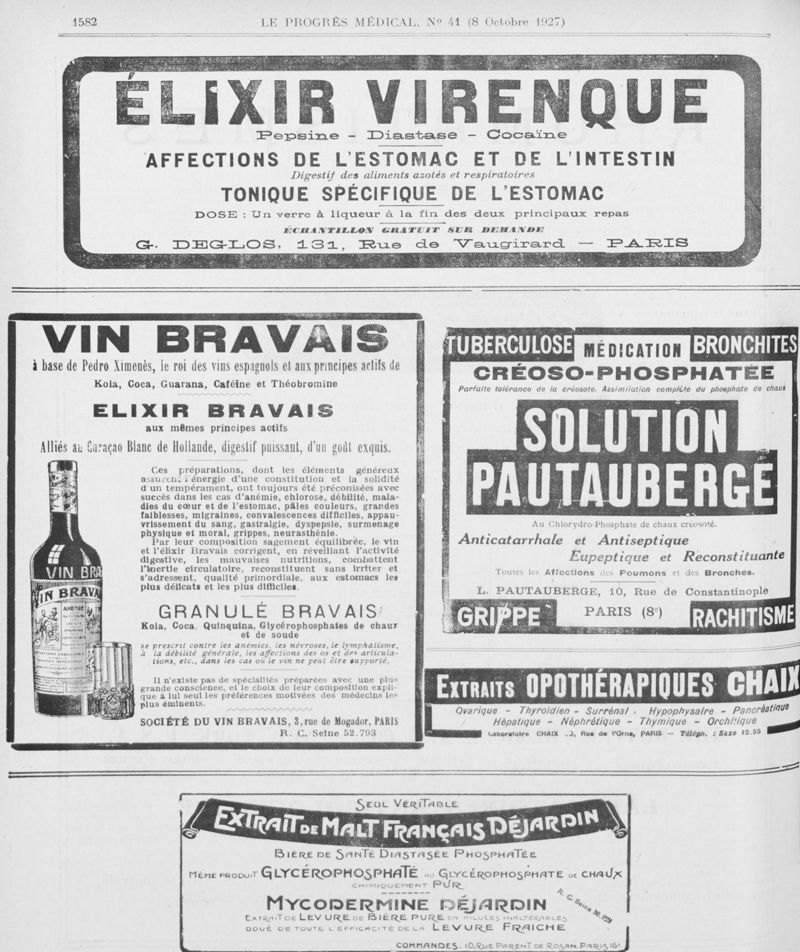 1582
LE PROGRÈS MÉDICAL, Nº 41 (8 Octobre 1927)
ÉLIXIR VIRENQUE
Pepsine – Diastase – Cocaïne
AFFECTIONS DE L'ESTOMAC ET DE L'INTESTIN
Digestif des aliments azotés et respiratoires
TONIQUE SPÉCIFIQUE DE L'ESTOMAC
DOSE : Un verre à liqueur à la fin des deux principaux repas
ÉCHANTILLON GRATUIT SUR DEMANDE
G. DEGLOS, 131, Rue de Vaugirard — PARIS
VIN BRAVAIS
à base de Pedro Ximenès, le roi des vins espagnols et aux principes actifs de
Kola, Coca, Guarana, Caféine et Théobromine
ELIXIR BRAVAIS
aux mêmes principes actifs
Alliés au Curaçao Blanc de Hollande, digestif puissant, d'un goût exquis.
Ces préparations, dont les éléments généreux
assurent l'énergie d'une constitution et la solidité
d'un tempérament, ont toujours été préconisées avec
succès dans les cas d'anémie, chlorose, débilité, mala-
dies du cœur et de l'estomac, pâles couleurs, grandes
faiblesses, migraines, convalescences difficiles, appau-
vrissement du sang, gastralgie, dyspepsie, surmenage
physique et moral, grippes, neurasthénie.
Par leur composition sagement équilibrée, le vin
et l'élixir Bravais corrigent, en réveillant l'activité
digestive, les mauvaises nutritions, combattent
l'inertie circulatoire, reconstituent sans irriter et
s'adressent, qualité primordiale, aux estomacs les
plus délicats et les plus difficiles.
VIN BRA
IN BRAVA
GRANULÉ BRAVAIS
Kola, Coca, Quinquina, Glycérophosphates de chaux
et de soude
se prescrit contre les anémies, les névroses, le lymphatisme,
à la débilité générale, les affections des os et des articula-
tions, etc., dans les cas où le vin ne peut être supporté.
Il n'existe pas de spécialités préparées avec une plus
grande conscience, et le choix de leur composition expli-
que à lui seul les préférences motivées des médecins les
plus éminents.
SOCIÉTÉ DU VIN BRAVAIS, 3, rue de Mogador, PARIS
R. C. Seine 52.793
TUBERCULOSE MÉDICATION BRONCHITES
CRÉOSO-PHOSPHATÉE
Parfaite tolérance de la créosote. Assimilation complète du phosphate de chaux
SOLUTION
PAUTAUBERGE
Au Chlorydro-Phosphate de chaux créosoté.
Anticatarrhale et Antiseptique
Eupeptique et Reconstituante
Toutes les Affections des Poumons et des Bronches.
L. PAUTAUBERGE, 10, Rue de Constantinople
GRIPPE PARIS (8e) RACHITISME
EXTRAITS OPOTHÉRAPIQUES CHAIX
Ovarique - Thyroidien - Surrénal - Hypophysaire - Pancréatique
Hépatique - Néphrétique - Thymique - Orchitique
Laboratoire CHAIX Rue de l'Orne, PARIS — Téléph. : Saxe 12.55
SEUL VÉRITABLE
EXTRAIT DE MALT FRANÇAIS DÉJARDIN
BIÈRE DE SANTÉ DIASTASÉE PHOSPHATÉE
MÊME PRODUIT GLYCÉROPHOSPHATÉ AU GLYCÉROPHOSPHATE DE CHAUX
CHIMIQUEMENT PUR
MYCODERMINE DÉJARDIN
R. C. Seine
EXTRAIT DE LEVURE DE BIÈRE PURE EN PILULES INALTÉRABLES
DOUÉ DE TOUTE L'EFFICACITÉ DE LA LEVURE FRAICHE
COMMANDES. 10, RUE PARENT DE ROSAN. PARIS 16e